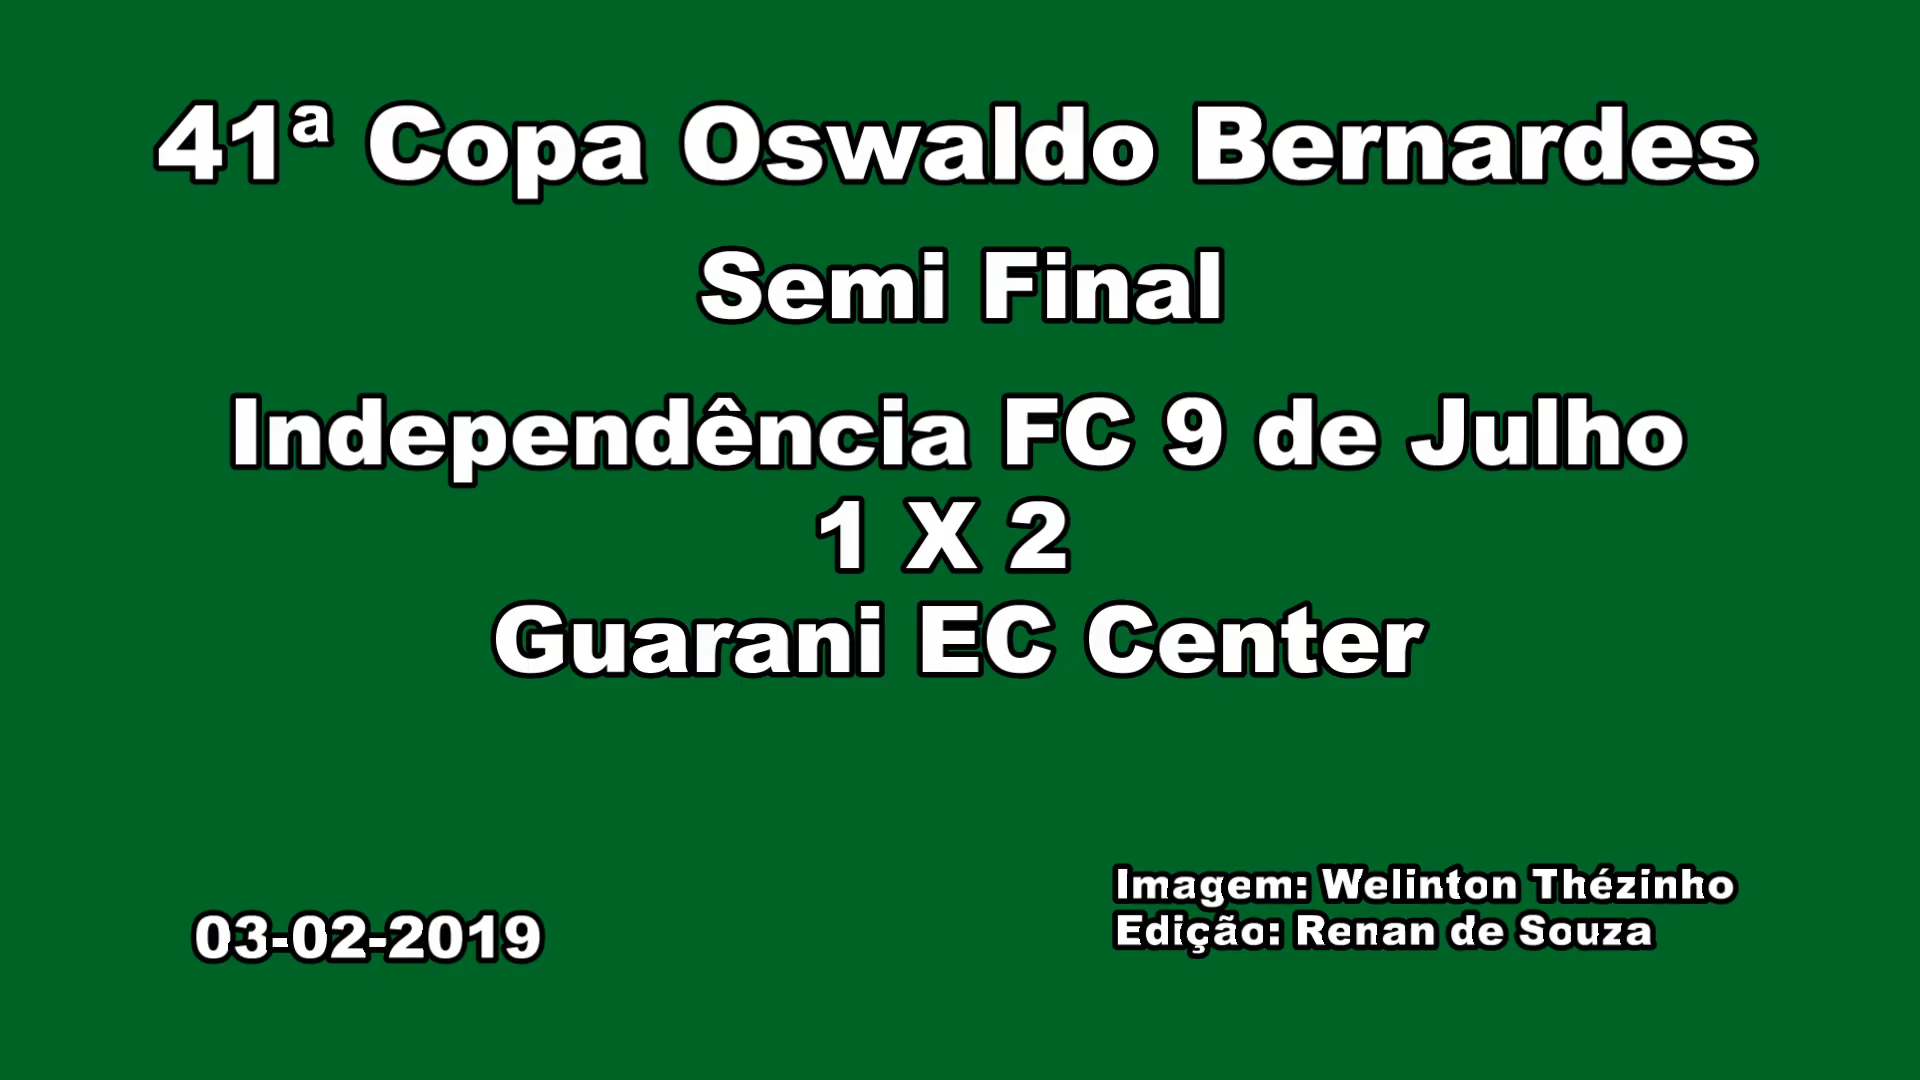 41ª Copa Oswaldo Bernardes
Semi Final
Independência FC 9 de Julho
1 X 2
Guarani EC Center
Imagem: Welinton Thézinho
Edição: Renan de Souza
03-02-2019